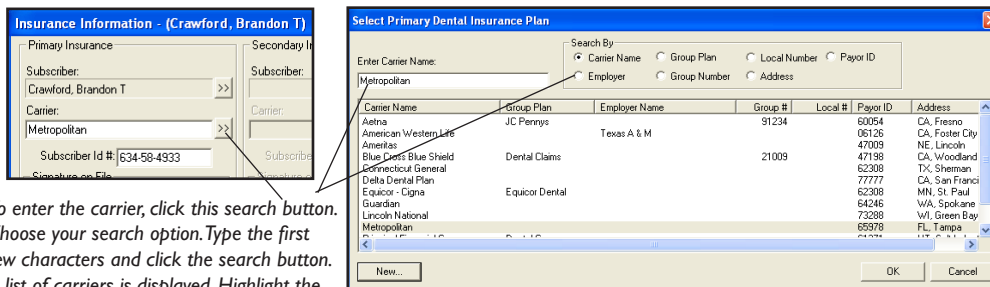 Insurance Information - (Crawford, Brandon T)
Primary Insurance
Secondary In
Subscriber:
Subscriber:
Crawford, Brandon T
>>
Carrier:
Carrier:
Metropolitan
>>
Subscriber Id #: 634-58-4933
Subscribe
Signature on File
o enter the carrier, click this search button.
hoose your search option. Type the first
ew characters and click the search button.
list of carriers is displayed. Highlight the
Select Primary Dental Insurance Plan
Enter Carrier Name:
Metropolitan
Search By
Carrier Name Group Plan Local Number Payor ID
Employer Group Number Address
Carrier Name Group Plan Employer Name Group # Local # Payor ID Address
Aetna JC Pennys 91234 60054 CA, Fresno
American Western Life Texas A & M 06126 CA, Foster City
Ameritas 47009 NE, Lincoln
Blue Cross Blue Shield Dental Claims 21009 47198 CA, Woodland
Connecticut General 62308 TX, Sherman
Delta Dental Plan 77777 CA, San Franci
Equicor - Cigna Equicor Dental 62308 MN, St. Paul
Guardian 64246 WA, Spokane
Lincoln National 73288 WI, Green Bay
Metropolitan 65978 FL, Tampa
New... OK Cancel